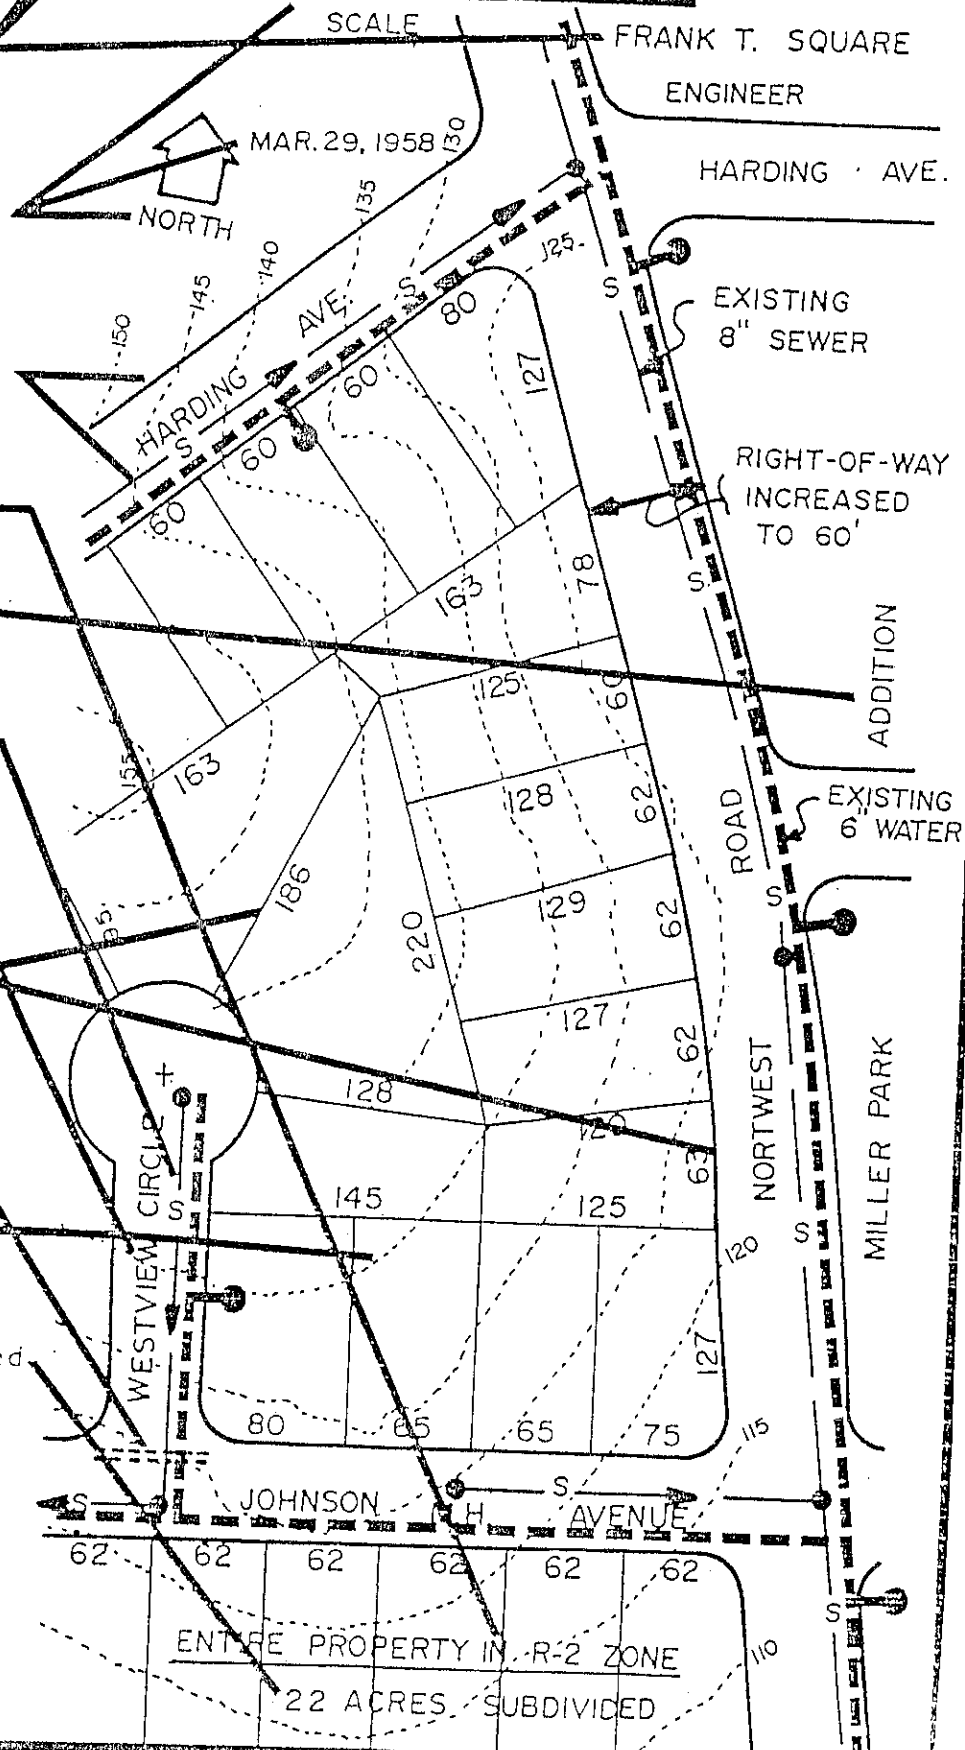 SCALE
FRANK T. SQUARE
ENGINEER
MAR. 29, 1958
130
HARDING AVE.
NORTH
135
140
145
150
125
HARDING AVE.
S
S
S
80
60
60
60
127
EXISTING
8" SEWER
RIGHT-OF-WAY
INCREASED
TO 60'
78
163
S
125
60
ADDITION
155
163
128
62
ROAD
EXISTING
6" WATER
186
129
62
S
220
127
62
128
120
63
NORTWEST
MILLER PARK
WESTVIEW CIRCLE
S
145
125
S
120
127
ed
80
65
65
75
115
S
JOHNSON AVENUE
S
M H
62
62
62
62
62
62
S
ENTIRE PROPERTY IN R-2 ZONE
22 ACRES SUBDIVIDED
110